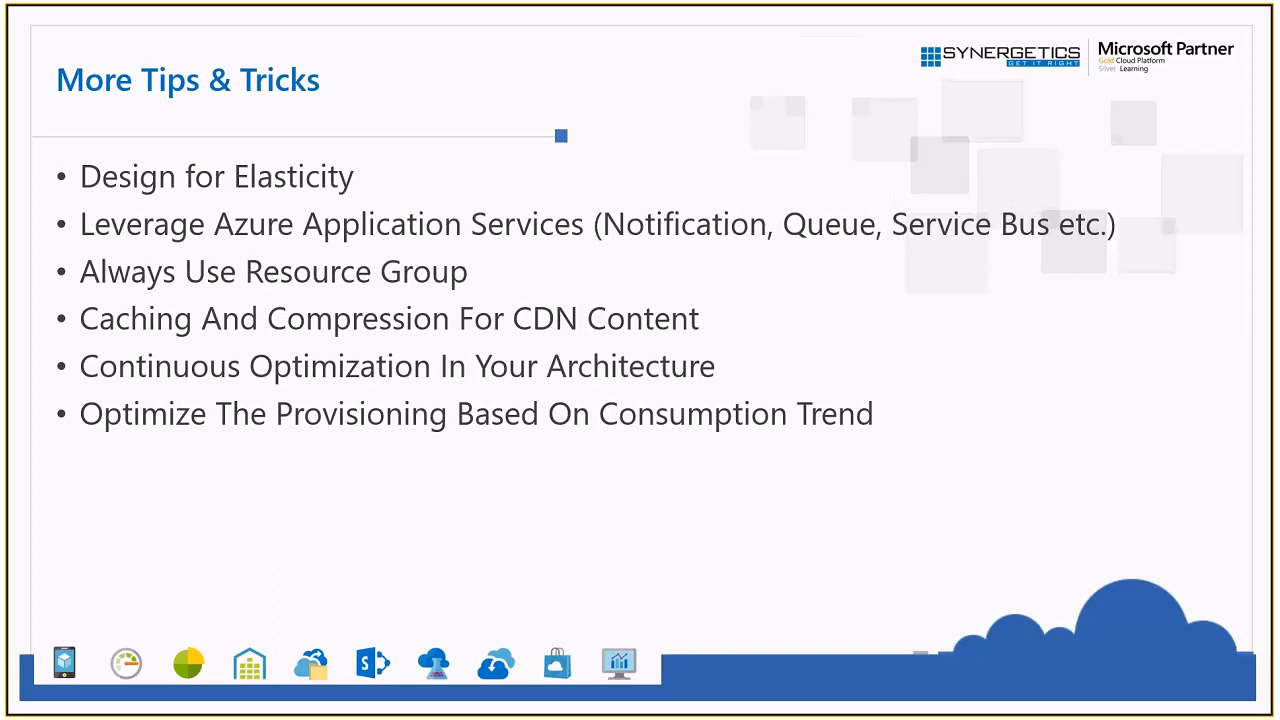 SYNERGETICS
GET IT RIGHT
Microsoft Partner
Gold Cloud Platform
Silver Learning
More Tips & Tricks
• Design for Elasticity
• Leverage Azure Application Services (Notification, Queue, Service Bus etc.)
• Always Use Resource Group
• Caching And Compression For CDN Content
• Continuous Optimization In Your Architecture
• Optimize The Provisioning Based On Consumption Trend
S